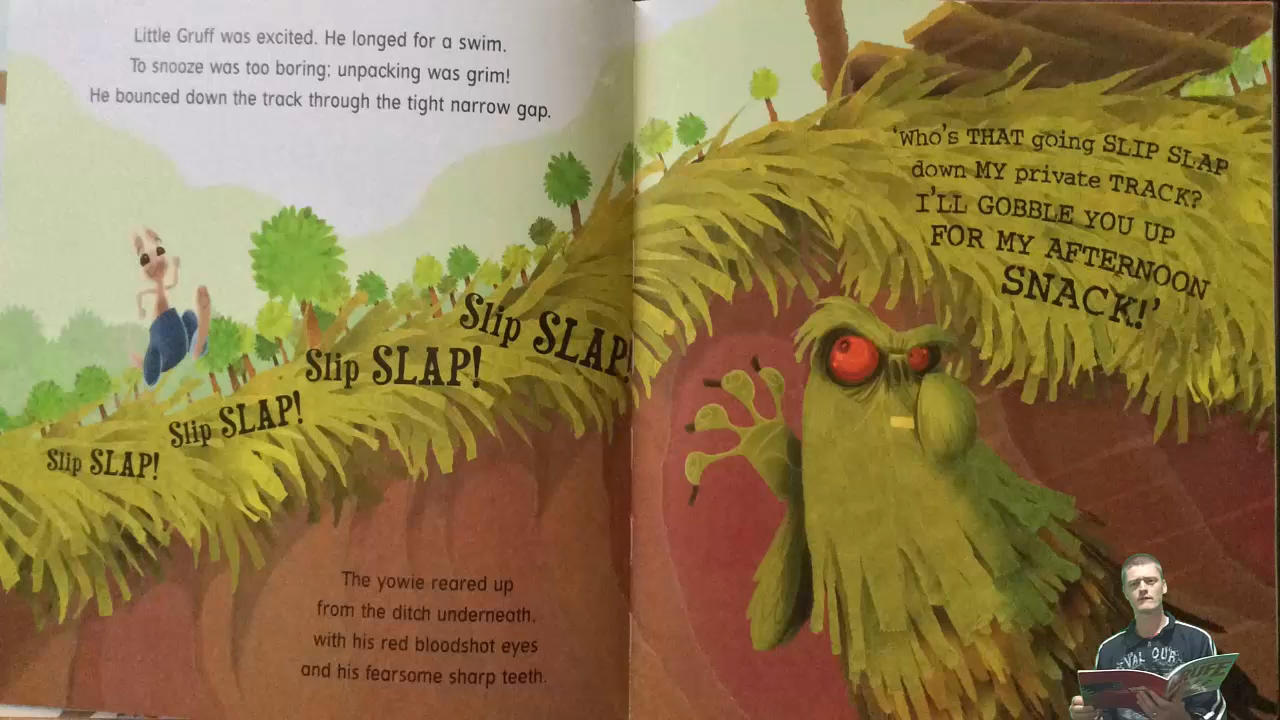 Little Gruff was excited. He longed for a swim.
To snooze was too boring; unpacking was grim!
He bounced down the track through the tight narrow gap.
Slip SLAP!
Slip SLAP!
Slip SLAP!
Slip SLAP!
The yowie reared up
from the ditch underneath,
with his red bloodshot eyes
and his fearsome sharp teeth.
'Who's THAT going SLIP SLAP
down MY private TRACK?
I'LL GOBBLE YOU UP
FOR MY AFTERNOON
SNACK!'